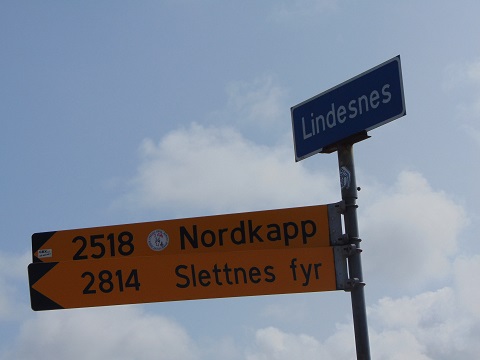 Lindesnes
2518 Nordkapp
2814 Slettnes fyr